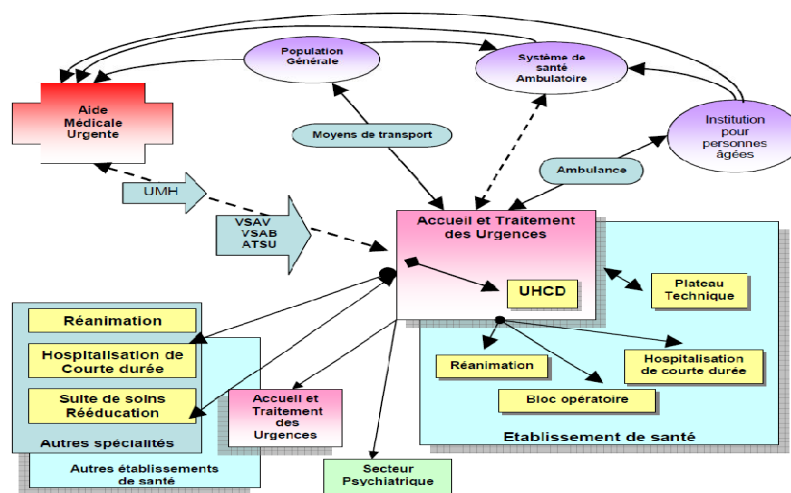 Population
Générale
Système de
santé
Ambulatoire
Aide
Médicale
Urgente
Moyens de transport
Institution
pour
personnes
âgées
Ambulance
UMH
VSAV
VSAB
ATSU
Accueil et Traitement
des Urgences
UHCD
Plateau
Technique
Réanimation
Hospitalisation de
Courte durée
Suite de soins
Rééducation
Autres spécialités
Autres établissements
de santé
Accueil et
Traitement
des
Urgences
Secteur
Psychiatrique
Réanimation
Hospitalisation
de courte durée
Bloc opératoire
Etablissement de santé